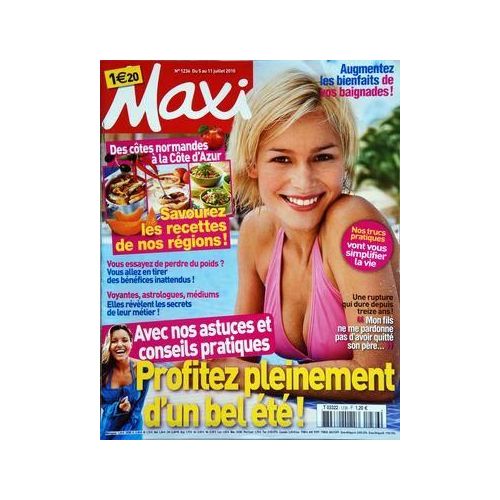 1€20
N° 1236 Du 5 au 11 juillet 2010
Maxi
Augmentez
les bienfaits de
vos baignades !
Des côtes normandes
à la Côte d'Azur
Savourez
les recettes
de nos régions !
Vous essayez de perdre du poids ?
Vous allez en tirer
des bénéfices inattendus !
Voyantes, astrologues, médiums
Elles révèlent les secrets
de leur métier !
Nos trucs
pratiques
vont vous
simplifier
la vie
Une rupture
qui dure depuis
treize ans !
“ Mon fils
ne me pardonne
pas d'avoir quitté
son père...
Avec nos astuces et
conseils pratiques
Profitez pleinement
d'un bel été !
1,20 €